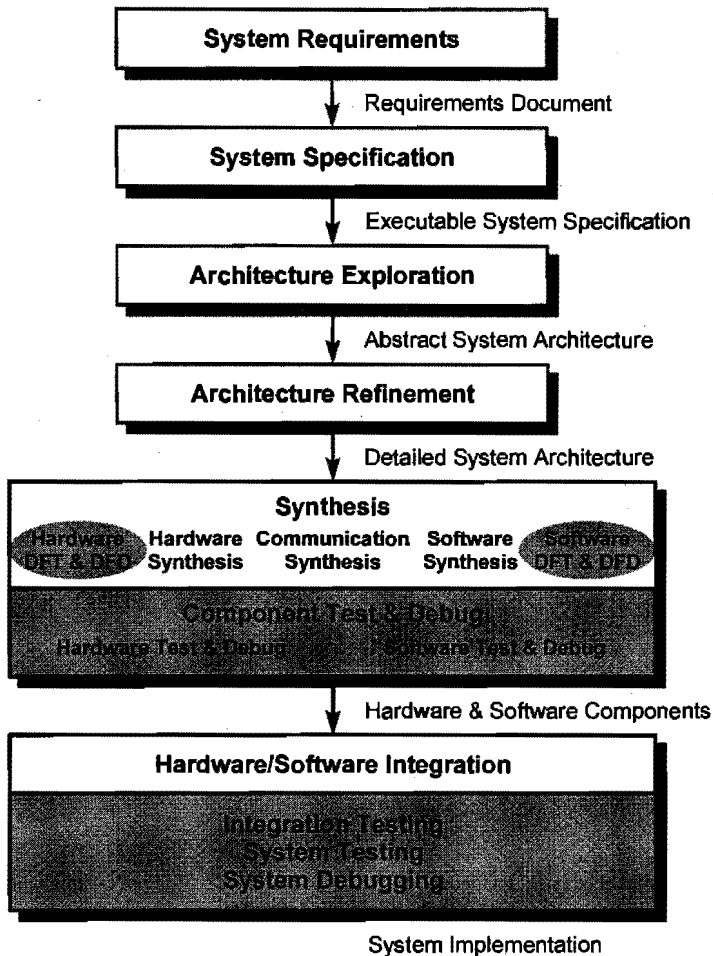 System Requirements
Requirements Document
System Specification
Executable System Specification
Architecture Exploration
Abstract System Architecture
Architecture Refinement
Detailed System Architecture
Synthesis
Hardware DFT & DFD
Hardware Synthesis
Communication Synthesis
Software Synthesis
Software DFT & DFD
Component Test & Debug
Hardware Test & Debug
Software Test & Debug
Hardware & Software Components
Hardware/Software Integration
Integration Testing
System Testing
System Debugging
System Implementation